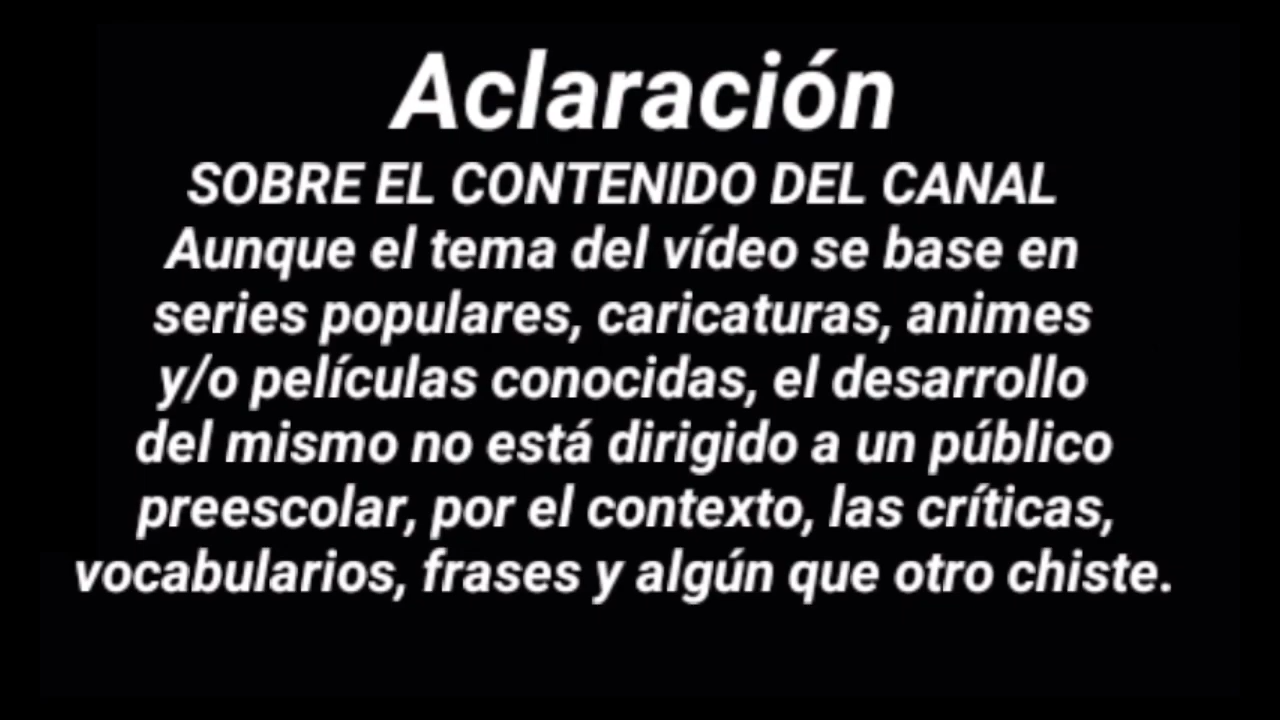 Aclaración
SOBRE EL CONTENIDO DEL CANAL
Aunque el tema del vídeo se base en
series populares, caricaturas, animes
y/o películas conocidas, el desarrollo
del mismo no está dirigido a un público
preescolar, por el contexto, las críticas,
vocabularios, frases y algún que otro chiste.